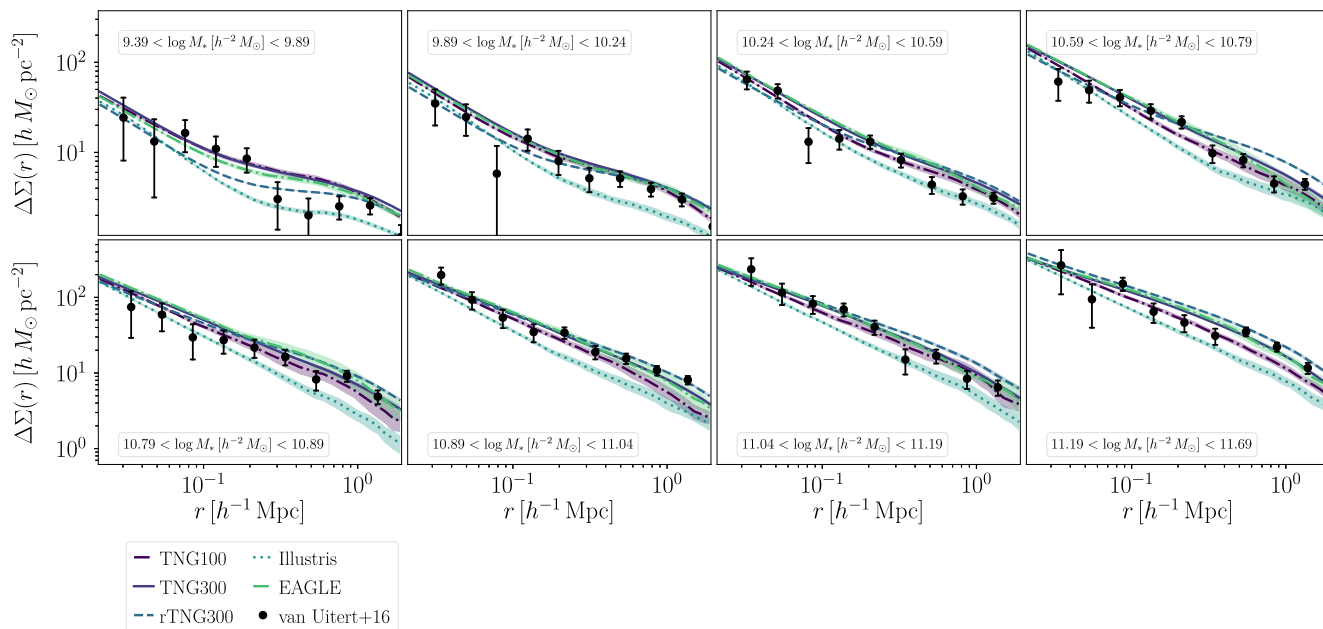 9.39 < log M_* [h^{-2} M_⊙] < 9.89
9.89 < log M_* [h^{-2} M_⊙] < 10.24
10.24 < log M_* [h^{-2} M_⊙] < 10.59
10.59 < log M_* [h^{-2} M_⊙] < 10.79
10^2
10^1
ΔΣ(r) [h M_⊙ pc^{-2}]
10^2
10^1
10^0
ΔΣ(r) [h M_⊙ pc^{-2}]
10.79 < log M_* [h^{-2} M_⊙] < 10.89
10.89 < log M_* [h^{-2} M_⊙] < 11.04
11.04 < log M_* [h^{-2} M_⊙] < 11.19
11.19 < log M_* [h^{-2} M_⊙] < 11.69
10^{-1} 10^0
10^{-1} 10^0
10^{-1} 10^0
10^{-1} 10^0
r [h^{-1} Mpc]
r [h^{-1} Mpc]
r [h^{-1} Mpc]
r [h^{-1} Mpc]
TNG100
TNG300
rTNG300
Illustris
EAGLE
van Uitert+16